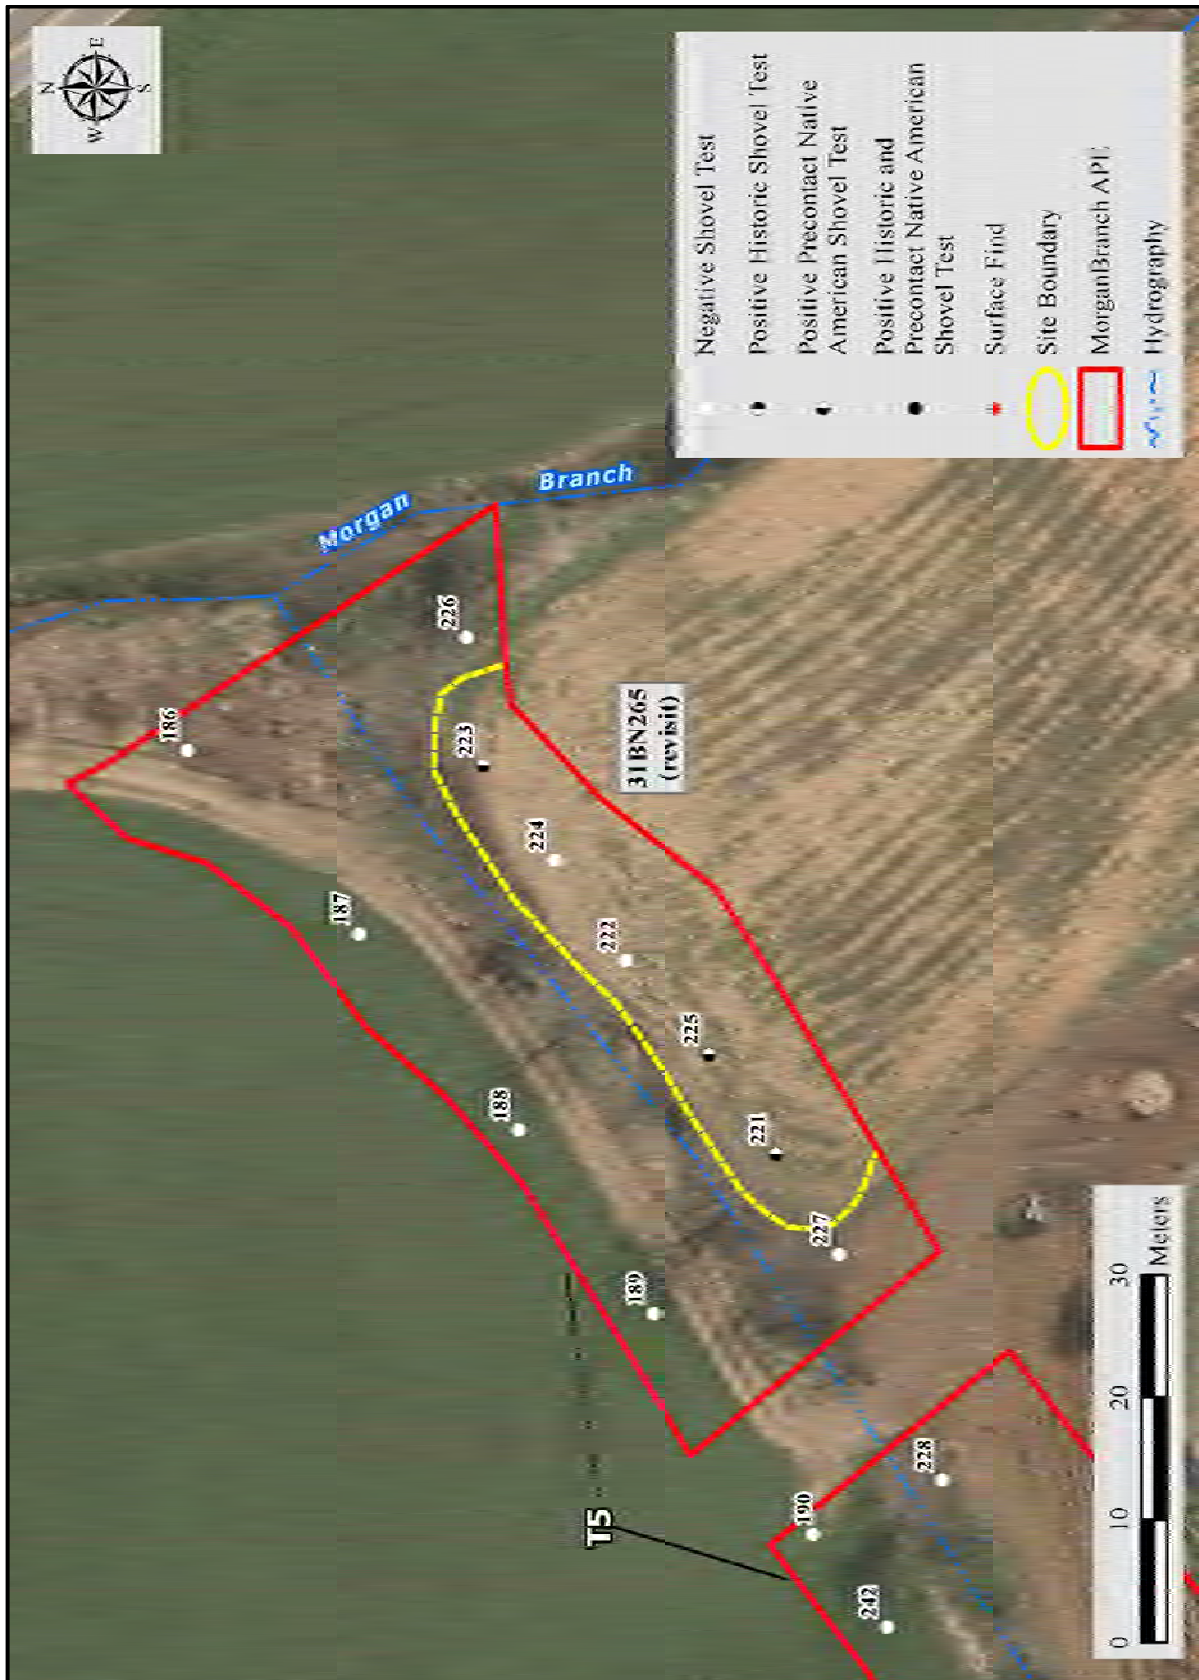 N
E
S
W
Negative Shovel Test
Positive Historic Shovel Test
Positive Precontact Native
American Shovel Test
Positive Historic and
Precontact Native American
Shovel Test
Surface Find
Site Boundary
MorganBranch APE
Hydrography
Morgan
Branch
186
187
188
189
190
242
226
223
224
222
225
221
227
228
31BN265
(revisit)
T5
0 10 20 30
Meters